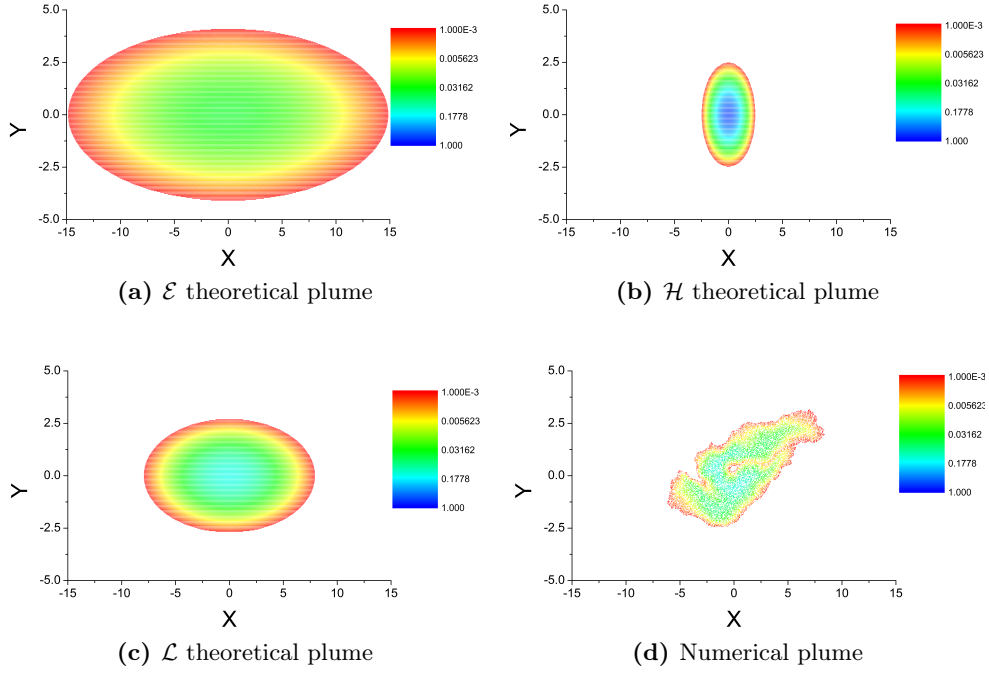 5.0
2.5
0.0
-2.5
-5.0
Y
-15 -10 -5 0 5 10 15
X
1.000E-3
0.005623
0.03162
0.1778
1.000
(a) ℰ theoretical plume
5.0
2.5
0.0
-2.5
-5.0
Y
-15 -10 -5 0 5 10 15
X
1.000E-3
0.005623
0.03162
0.1778
1.000
(b) ℋ theoretical plume
5.0
2.5
0.0
-2.5
-5.0
Y
-15 -10 -5 0 5 10 15
X
1.000E-3
0.005623
0.03162
0.1778
1.000
(c) ℒ theoretical plume
5.0
2.5
0.0
-2.5
-5.0
Y
-15 -10 -5 0 5 10 15
X
1.000E-3
0.005623
0.03162
0.1778
1.000
(d) Numerical plume